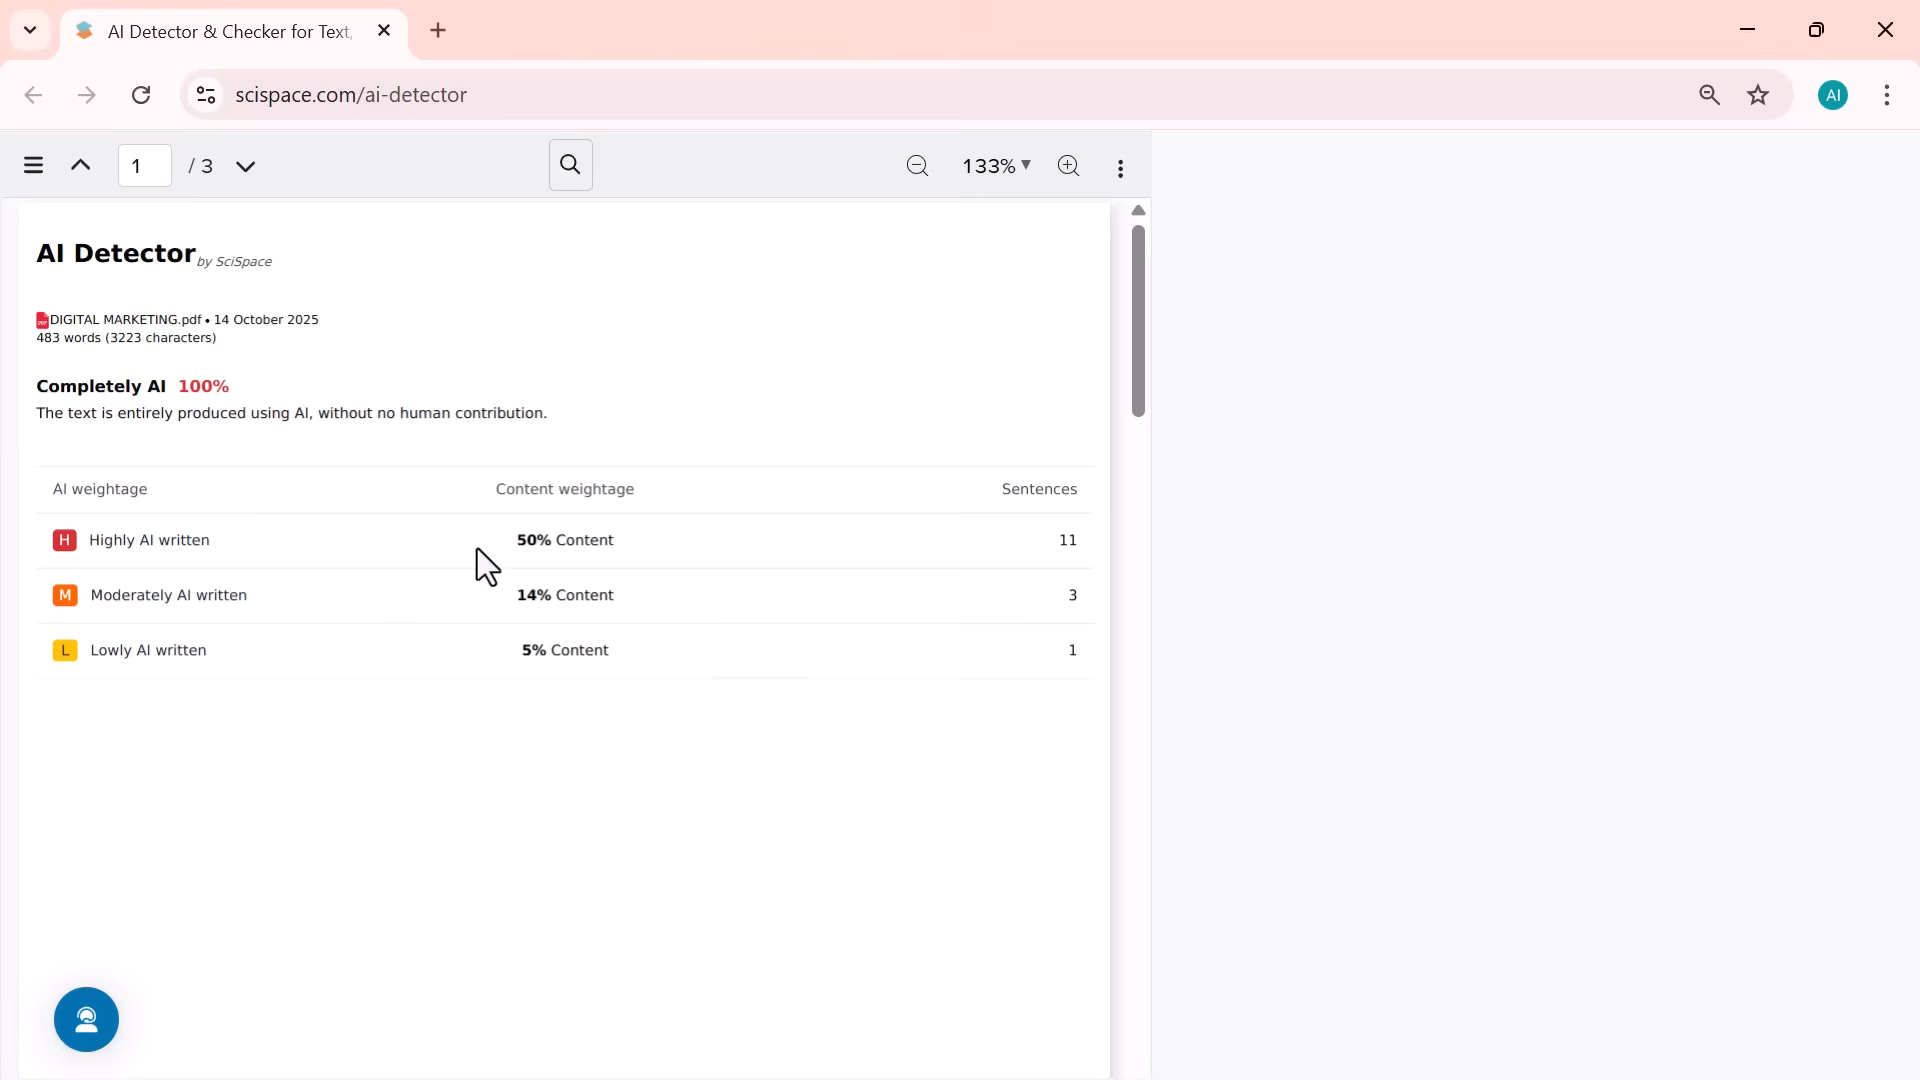 AI Detector & Checker for Text,
scispace.com/ai-detector
AI
1 / 3
133%
AI Detector by SciSpace
DIGITAL MARKETING.pdf • 14 October 2025
483 words (3223 characters)
Completely AI 100%
The text is entirely produced using AI, without no human contribution.
AI weightage Content weightage Sentences
H Highly AI written 50% Content 11
M Moderately AI written 14% Content 3
L Lowly AI written 5% Content 1